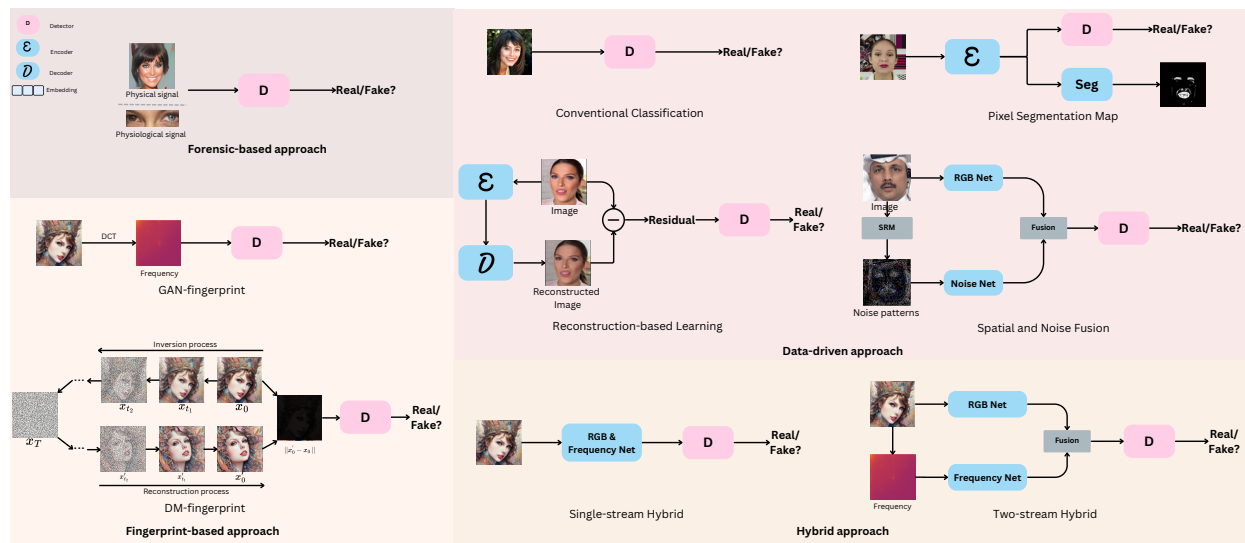 D
Detector
ℰ
Encoder
𝒟
Decoder
Embedding
Physical signal
Physiological signal
D
Real/Fake?
Forensic-based approach
DCT
Frequency
D
Real/Fake?
GAN-fingerprint
Inversion process
x_T
...
x_{t_2}
x_{t_1}
x_0
...
x'_{t_1}
x'_0
Reconstruction process
D
Real/
Fake?
DM-fingerprint
Fingerprint-based approach
D
Real/Fake?
Conventional Classification
ℰ
D
Real/Fake?
Seg
Pixel Segmentation Map
ℰ
Image
𝒟
Reconstructed
Image
−
Residual
D
Real/
Fake?
Reconstruction-based Learning
Image
SRM
Noise patterns
RGB Net
Noise Net
Fusion
D
Real/Fake?
Spatial and Noise Fusion
Data-driven approach
RGB &
Frequency Net
D
Real/
Fake?
Single-stream Hybrid
Frequency
RGB Net
Frequency Net
Fusion
D
Real/
Fake?
Two-stream Hybrid
Hybrid approach